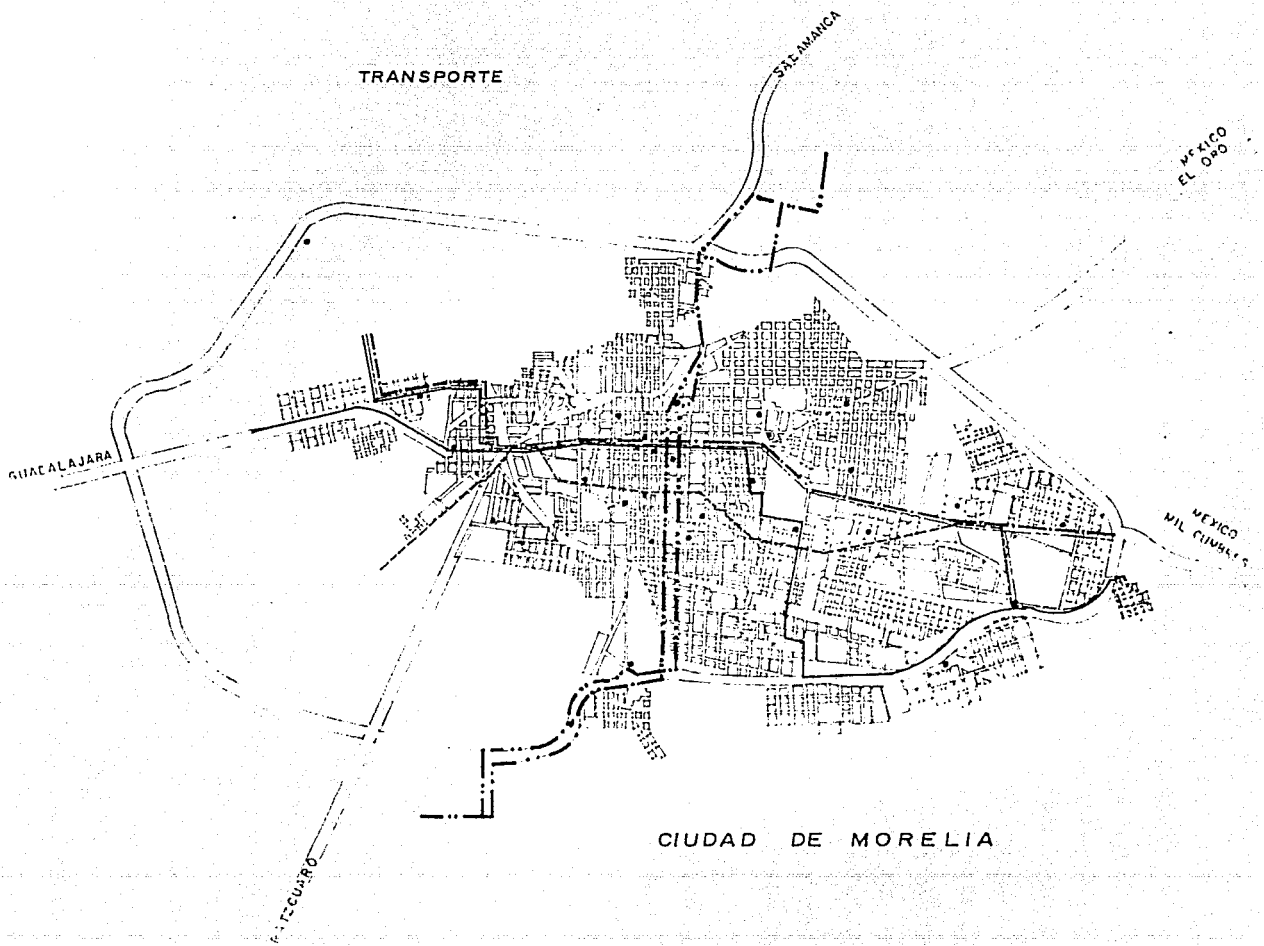 TRANSPORTE
SALAMANCA
MEXICO
EL ORO
GUADALAJARA
MEXICO
MIL CUMBRES
CIUDAD DE MORELIA